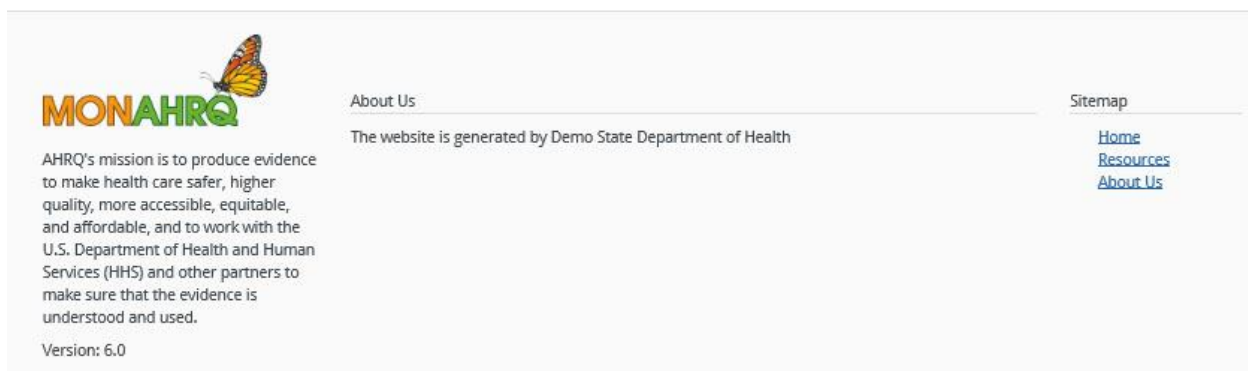 MONAHRQ
AHRQ's mission is to produce evidence
to make health care safer, higher
quality, more accessible, equitable,
and affordable, and to work with the
U.S. Department of Health and Human
Services (HHS) and other partners to
make sure that the evidence is
understood and used.
Version: 6.0
About Us
The website is generated by Demo State Department of Health
Sitemap
Home
Resources
About Us